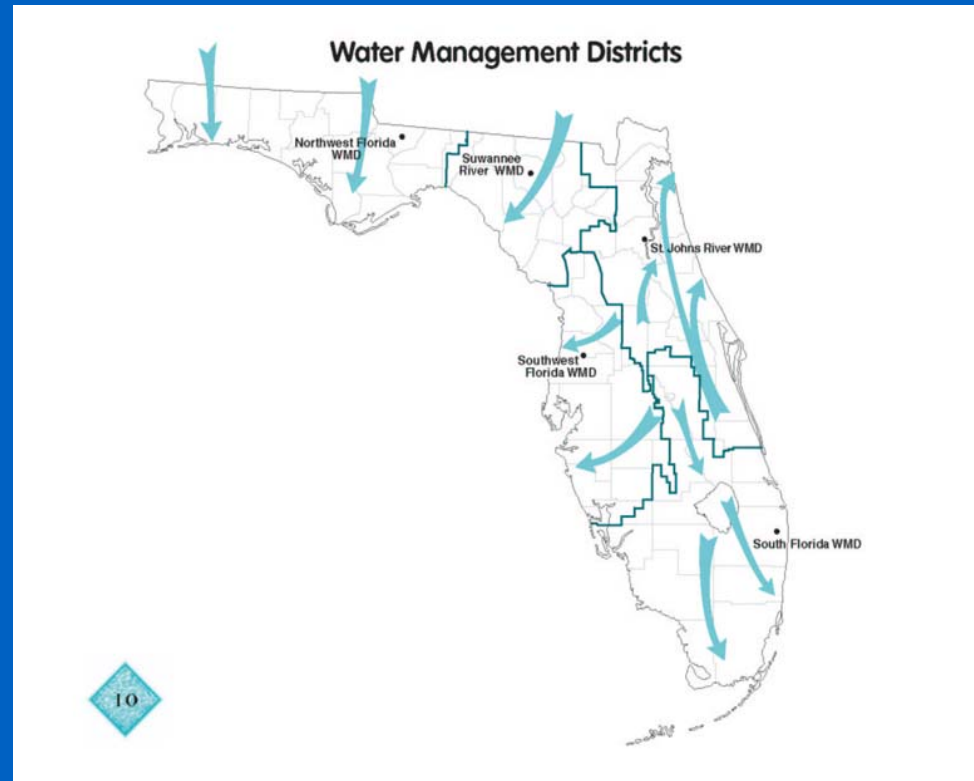 Water Management Districts
Northwest Florida
WMD
Suwannee
River WMD
St. Johns River WMD
Southwest
Florida WMD
South Florida WMD
10